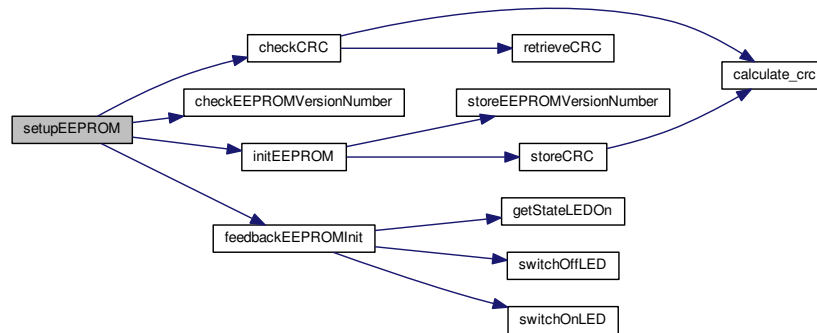 checkCRC
retrieveCRC
calculate_crc
checkEEPROMVersionNumber
storeEEPROMVersionNumber
setupEEPROM
initEEPROM
storeCRC
getStateLEDOn
feedbackEEPROMInit
switchOffLED
switchOnLED